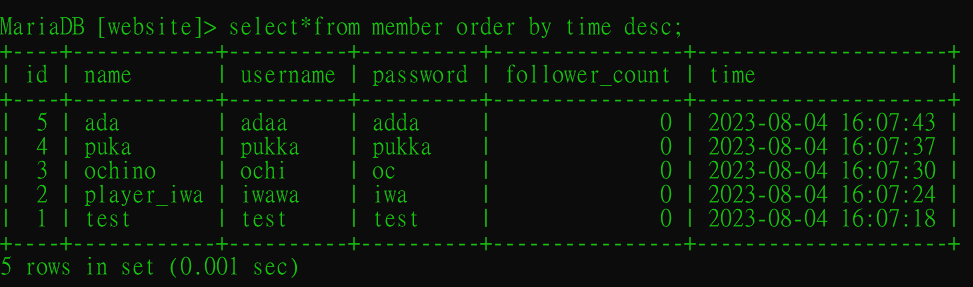 MariaDB [website]> select*from member order by time desc;
+----+------------+----------+----------+----------------+---------------------+
| id | name | username | password | follower_count | time |
+----+------------+----------+----------+----------------+---------------------+
| 5 | ada | adaa | adda | 0 | 2023-08-04 16:07:43 |
| 4 | puka | pukka | pukka | 0 | 2023-08-04 16:07:37 |
| 3 | ochino | ochi | oc | 0 | 2023-08-04 16:07:30 |
| 2 | player_iwa | iwawa | iwa | 0 | 2023-08-04 16:07:24 |
| 1 | test | test | test | 0 | 2023-08-04 16:07:18 |
+----+------------+----------+----------+----------------+---------------------+
5 rows in set (0.001 sec)